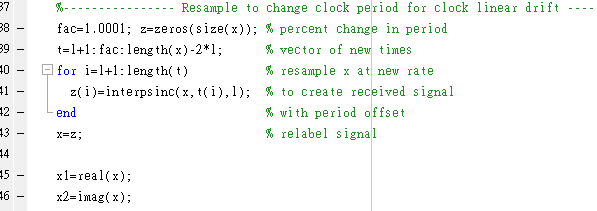 37 %---------------- Resample to Change Clock period for Clock linear drift ----
38 – fac=1.0001; z=zeros(size(x)); % percent change in period
39 – t=l+1:fac:length(x)-2*l; % vector of new times
40 – for i=l+1:length(t) % resample x at new rate
41 – z(i)=interpsinc(x,t(i),l); % to create received signal
42 – end % with period offset
43 – x=z; % relabel signal
44
45 – x1=real(x);
46 – x2=imag(x);